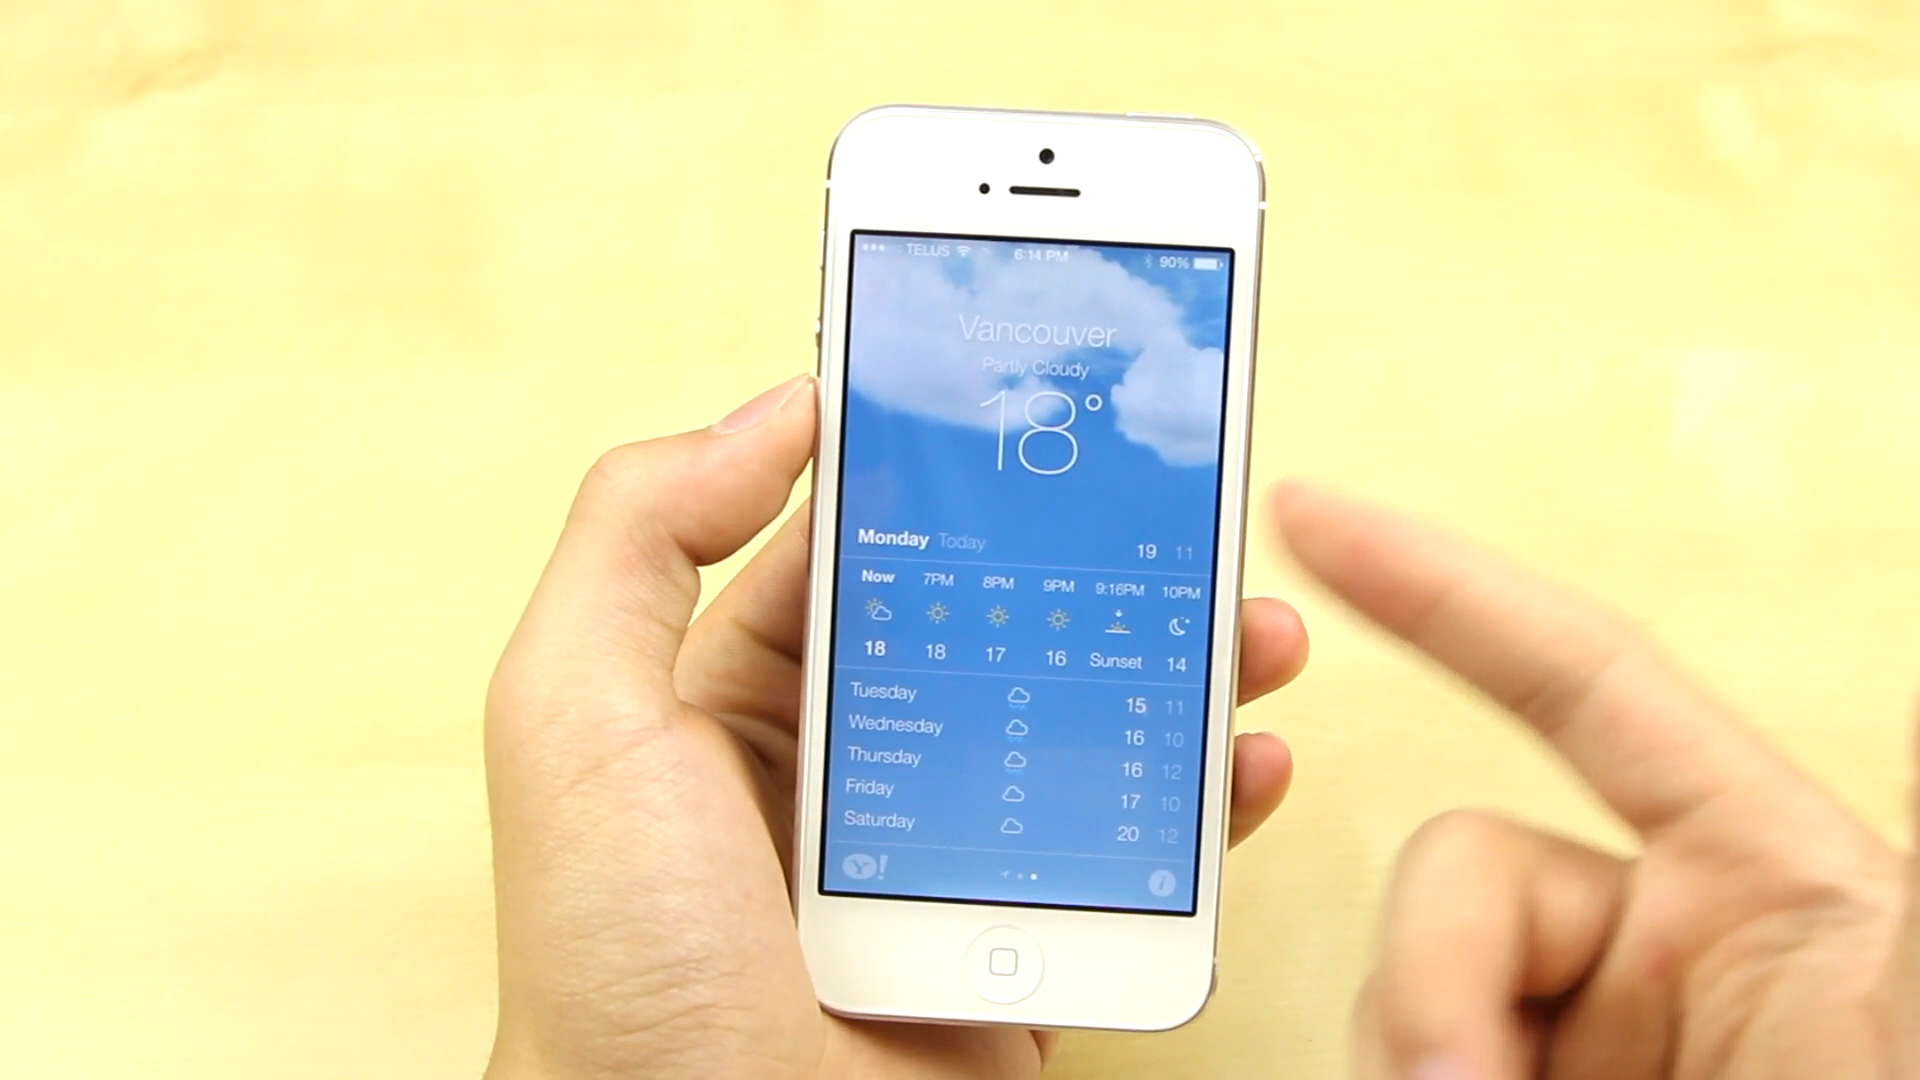 TELUS 6:14 PM 90%
Vancouver
Partly Cloudy
18°
Monday Today 19 11
Now 7PM 8PM 9PM 9:16PM 10PM
18 18 17 16 Sunset 14
Tuesday 15 11
Wednesday 16 10
Thursday 16 12
Friday 17 10
Saturday 20 12
Y! i